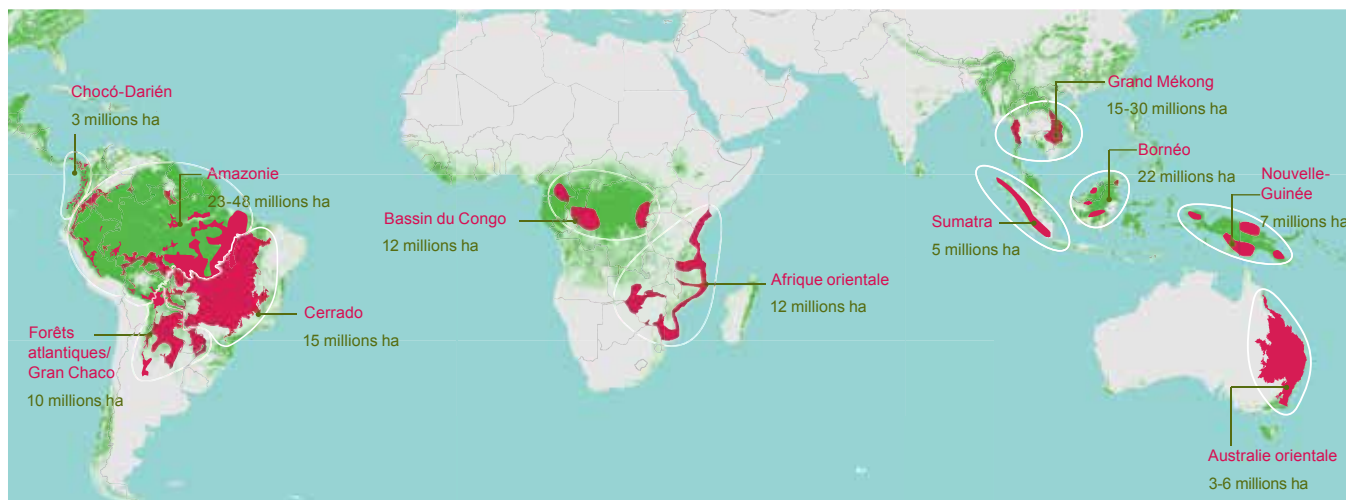 Chocó-Darién
3 millions ha
Amazonie
23-48 millions ha
Cerrado
15 millions ha
Forêts
atlantiques/
Gran Chaco
10 millions ha
Bassin du Congo
12 millions ha
Afrique orientale
12 millions ha
Grand Mékong
15-30 millions ha
Bornéo
22 millions ha
Nouvelle-
Guinée
7 millions ha
Sumatra
5 millions ha
Australie orientale
3-6 millions ha